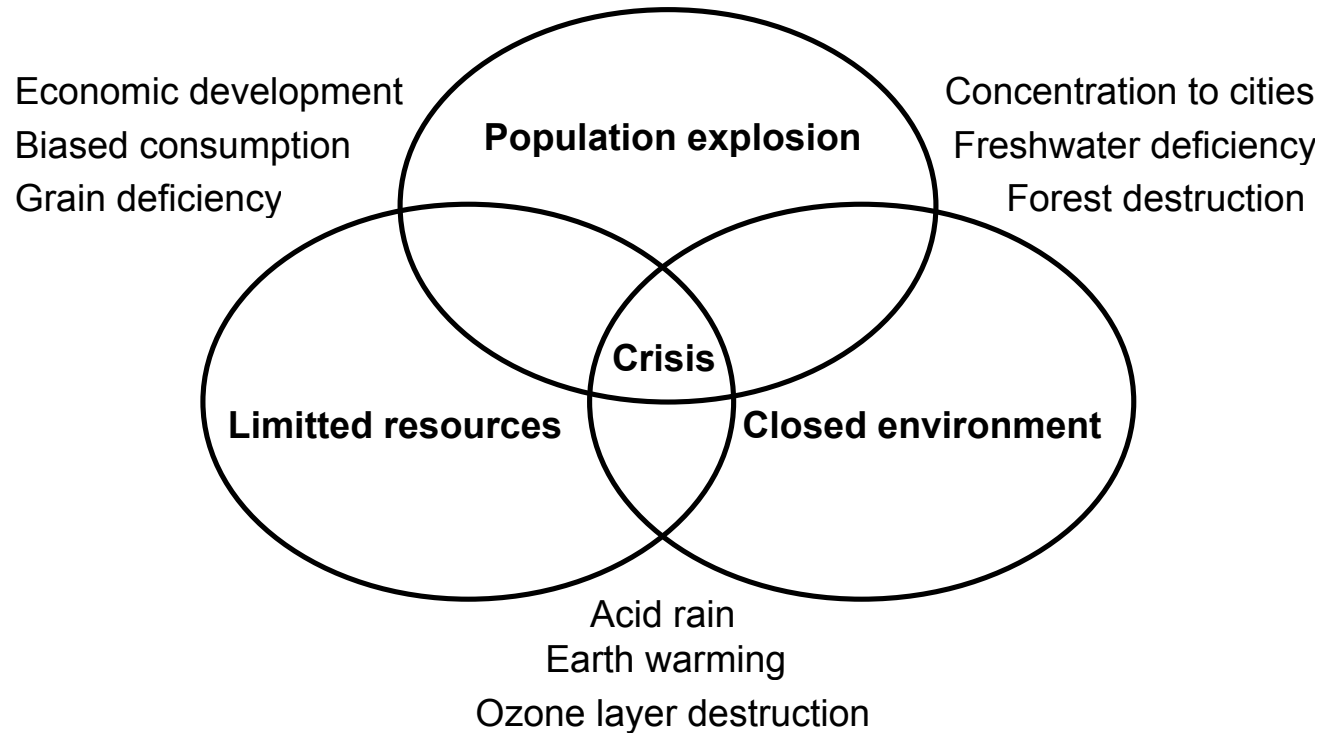 Economic development
Biased consumption
Grain deficiency
Population explosion
Concentration to cities
Freshwater deficiency
Forest destruction
Crisis
Limitted resources
Closed environment
Acid rain
Earth warming
Ozone layer destruction